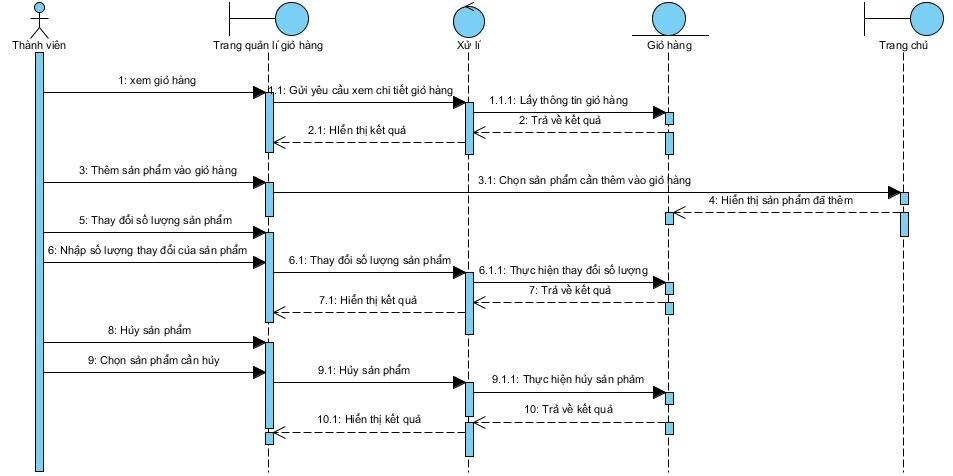 Thành viên
Trang quản lí giỏ hàng
Xử lí
Giỏ hàng
Trang chủ
1: xem giỏ hàng
1.1: Gửi yêu cầu xem chi tiết giỏ hàng
1.1.1: Lấy thông tin giỏ hàng
2: Trả về kết quả
2.1: HIển thị kết quả
3: Thêm sản phẩm vào giỏ hàng
3.1: Chọn sản phẩm cần thêm vào giỏ hàng
4: Hiển thị sản phẩm đã thêm
5: Thay đổi số lượng sản phẩm
6: Nhập số lượng thay đổi của sản phẩm
6.1: Thay đổi số lượng sản phẩm
6.1.1: Thực hiện thay đổi số lượng
7: Trả về kết quả
7.1: Hiển thị kết quả
8: Hủy sản phẩm
9: Chọn sản phẩm cần hủy
9.1: Hủy sản phẩm
9.1.1: Thực hiện hủy sản phảm
10: Trả về kết quả
10.1: Hiển thị kết quả